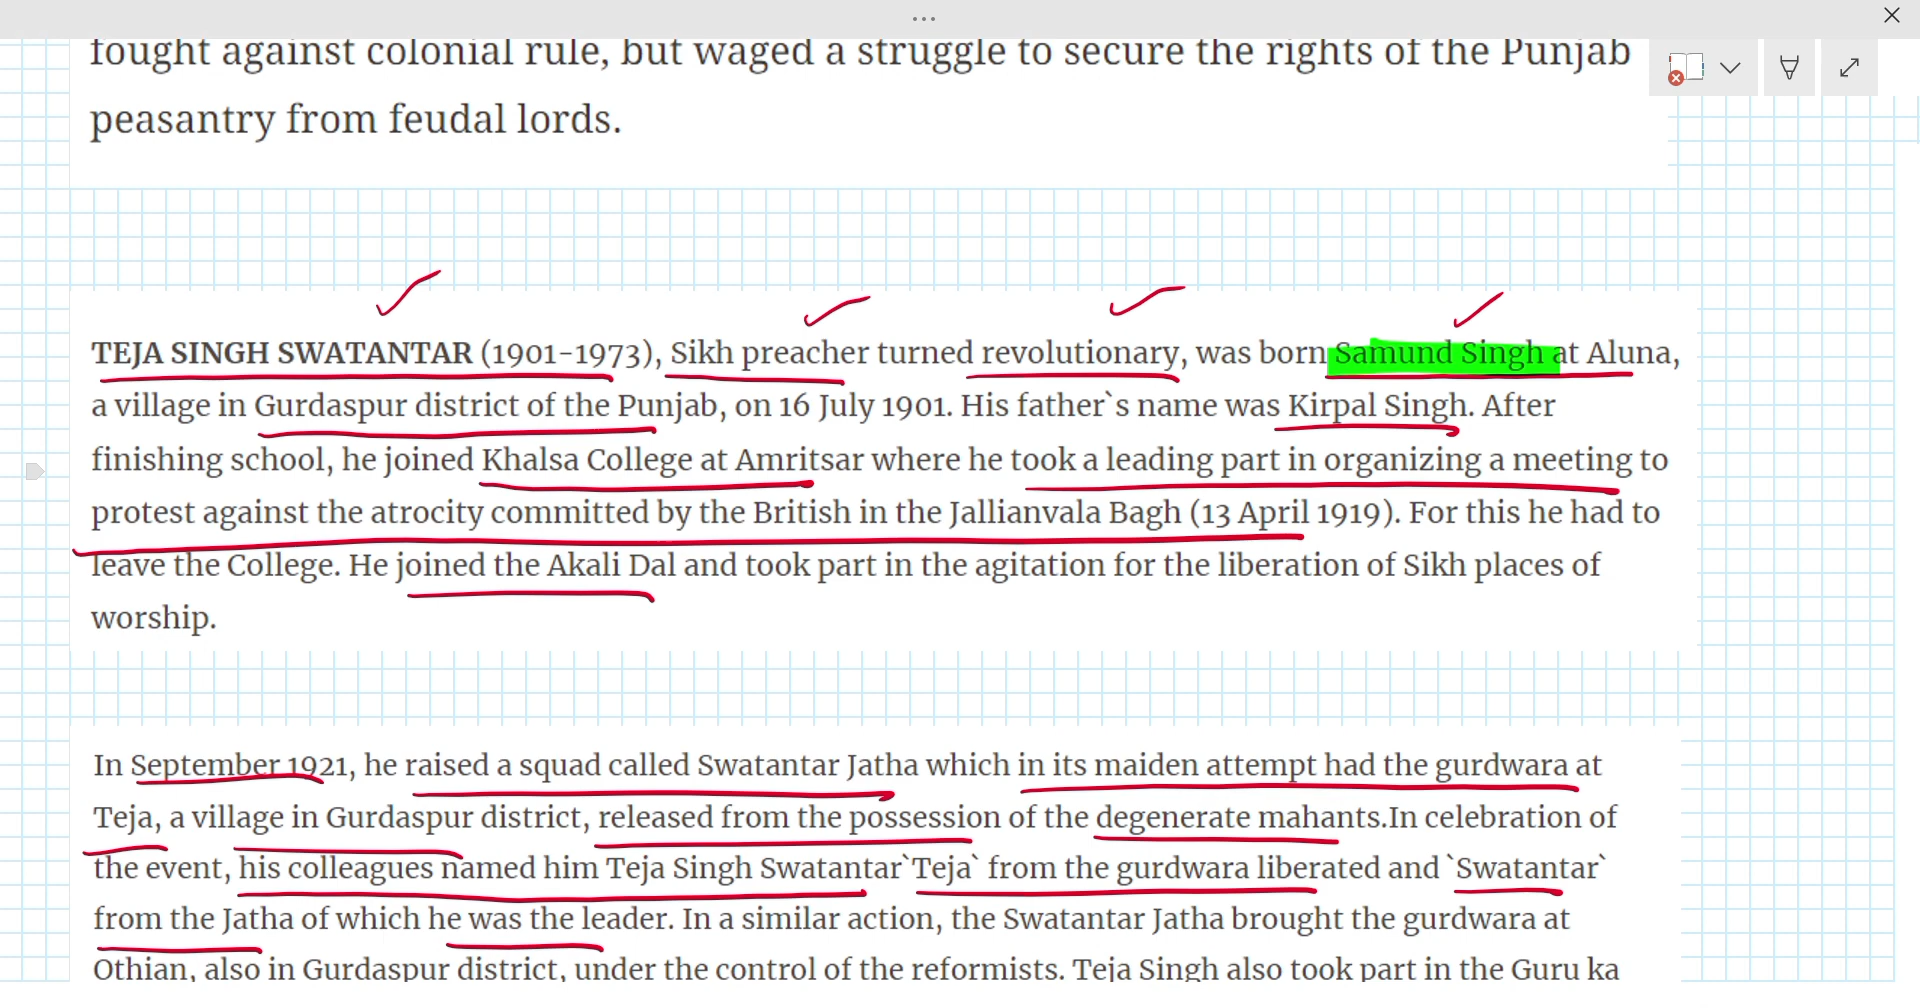 fought against colonial rule, but waged a struggle to secure the rights of the Punjab
peasantry from feudal lords.
TEJA SINGH SWATANTAR (1901-1973), Sikh preacher turned revolutionary, was born Samund Singh at Aluna,
a village in Gurdaspur district of the Punjab, on 16 July 1901. His father`s name was Kirpal Singh. After
finishing school, he joined Khalsa College at Amritsar where he took a leading part in organizing a meeting to
protest against the atrocity committed by the British in the Jallianvala Bagh (13 April 1919). For this he had to
leave the College. He joined the Akali Dal and took part in the agitation for the liberation of Sikh places of
worship.
In September 1921, he raised a squad called Swatantar Jatha which in its maiden attempt had the gurdwara at
Teja, a village in Gurdaspur district, released from the possession of the degenerate mahants.In celebration of
the event, his colleagues named him Teja Singh Swatantar`Teja` from the gurdwara liberated and `Swatantar`
from the Jatha of which he was the leader. In a similar action, the Swatantar Jatha brought the gurdwara at
Othian, also in Gurdaspur district, under the control of the reformists. Teja Singh also took part in the Guru ka